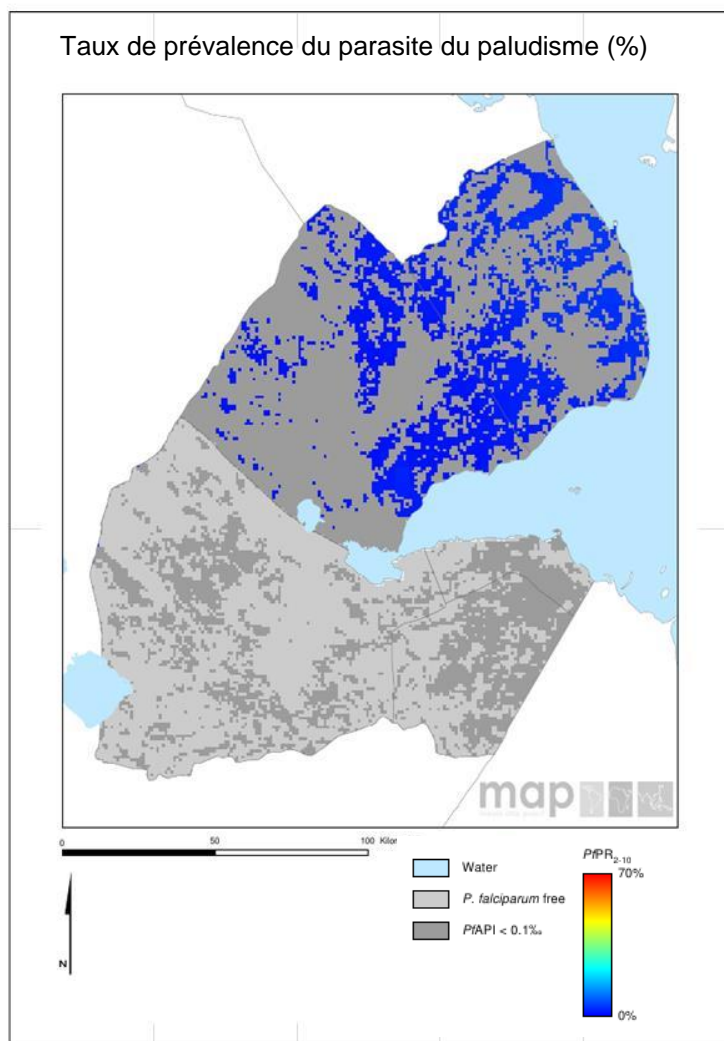 Taux de prévalence du parasite du paludisme (%)
map
0 50 100 Kilor
PfPR2-10
Water
70%
P. falciparum free
PfAPI < 0.1‰
N
0%